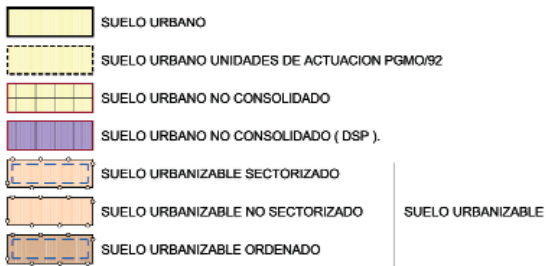 SUELO URBANO
SUELO URBANO UNIDADES DE ACTUACION PGMO/92
SUELO URBANO NO CONSOLIDADO
SUELO URBANO NO CONSOLIDADO ( DSP ).
SUELO URBANIZABLE SECTORIZADO
SUELO URBANIZABLE NO SECTORIZADO
SUELO URBANIZABLE
SUELO URBANIZABLE ORDENADO